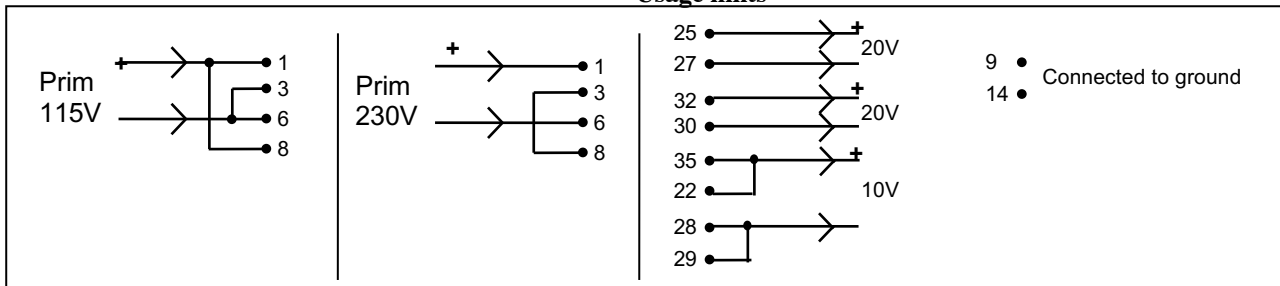 Usage hints
Prim
115V
+
1
3
6
8
Prim
230V
+
1
3
6
8
25
+
20V
27
32
+
20V
30
35
+
22
10V
28
29
9
Connected to ground
14